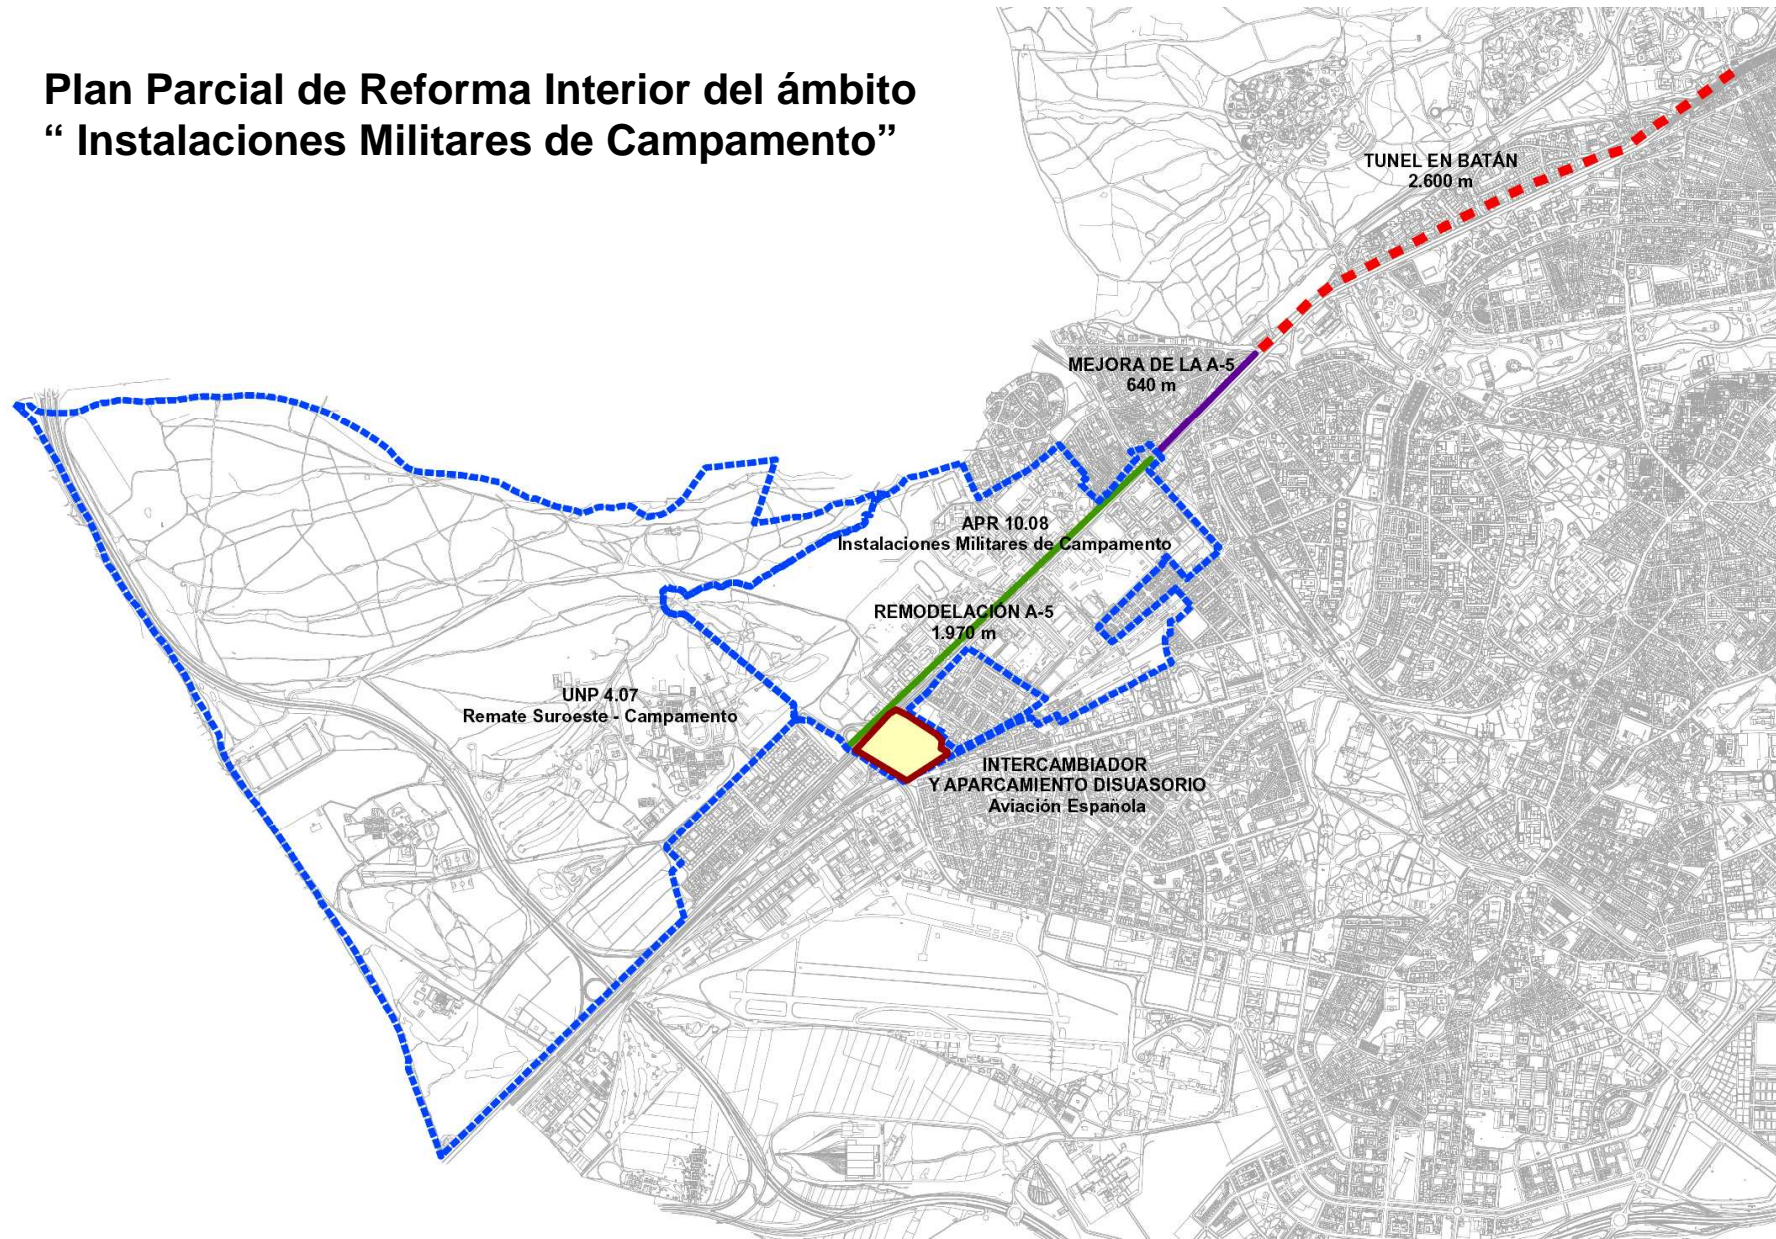 Plan Parcial de Reforma Interior del ámbito
“ Instalaciones Militares de Campamento”
TUNEL EN BATÁN
2.600 m
MEJORA DE LA A-5
640 m
APR 10.08
Instalaciones Militares de Campamento
REMODELACIÓN A-5
1.970 m
UNP 4.07
Remate Suroeste - Campamento
INTERCAMBIADOR
Y APARCAMIENTO DISUASORIO
Aviación Española